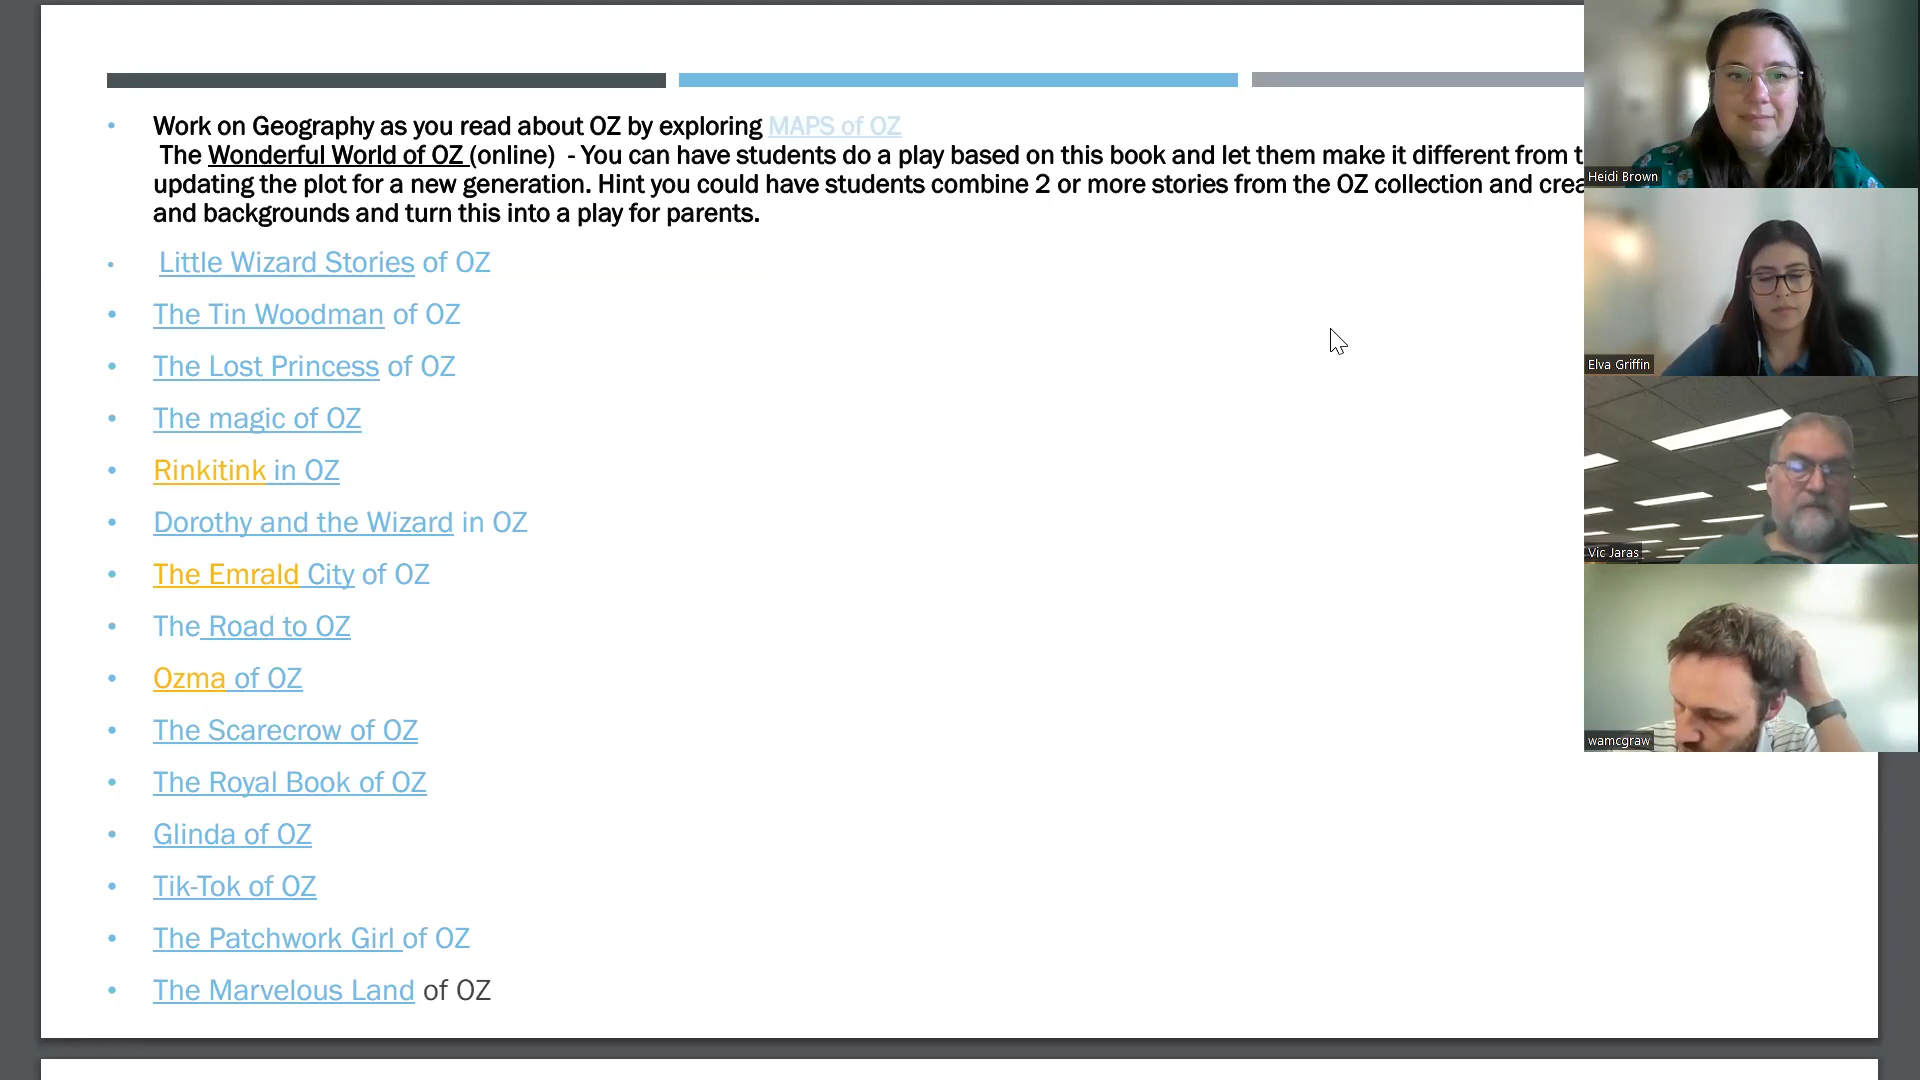 Work on Geography as you read about OZ by exploring MAPS of OZ
The Wonderful World of OZ (online) - You can have students do a play based on this book and let them make it different from
updating the plot for a new generation. Hint you could have students combine 2 or more stories from the OZ collection and
and backgrounds and turn this into a play for parents.
Little Wizard Stories of OZ
The Tin Woodman of OZ
The Lost Princess of OZ
The magic of OZ
Rinkitink in OZ
Dorothy and the Wizard in OZ
The Emrald City of OZ
The Road to OZ
Ozma of OZ
The Scarecrow of OZ
The Royal Book of OZ
Glinda of OZ
Tik-Tok of OZ
The Patchwork Girl of OZ
The Marvelous Land of OZ
Heidi Brown
Elva Griffin
Vic Jaras
wamcgraw